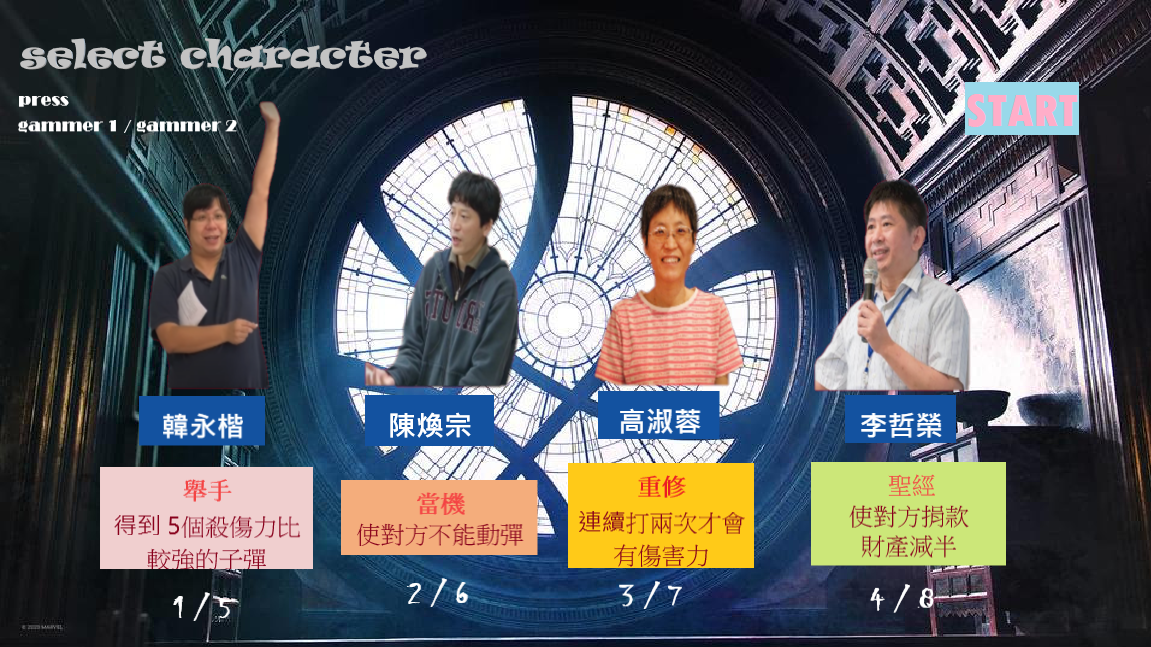 select character
press
gammer 1 / gammer 2
START
韓永楷
陳煥宗
高淑蓉
李哲榮
舉手
得到 5個殺傷力比
較強的子彈
當機
使對方不能動彈
重修
連續打兩次才會
有傷害力
聖經
使對方捐款
財產減半
1/5
2/6
3/7
4/8
© 2020 MARVEL